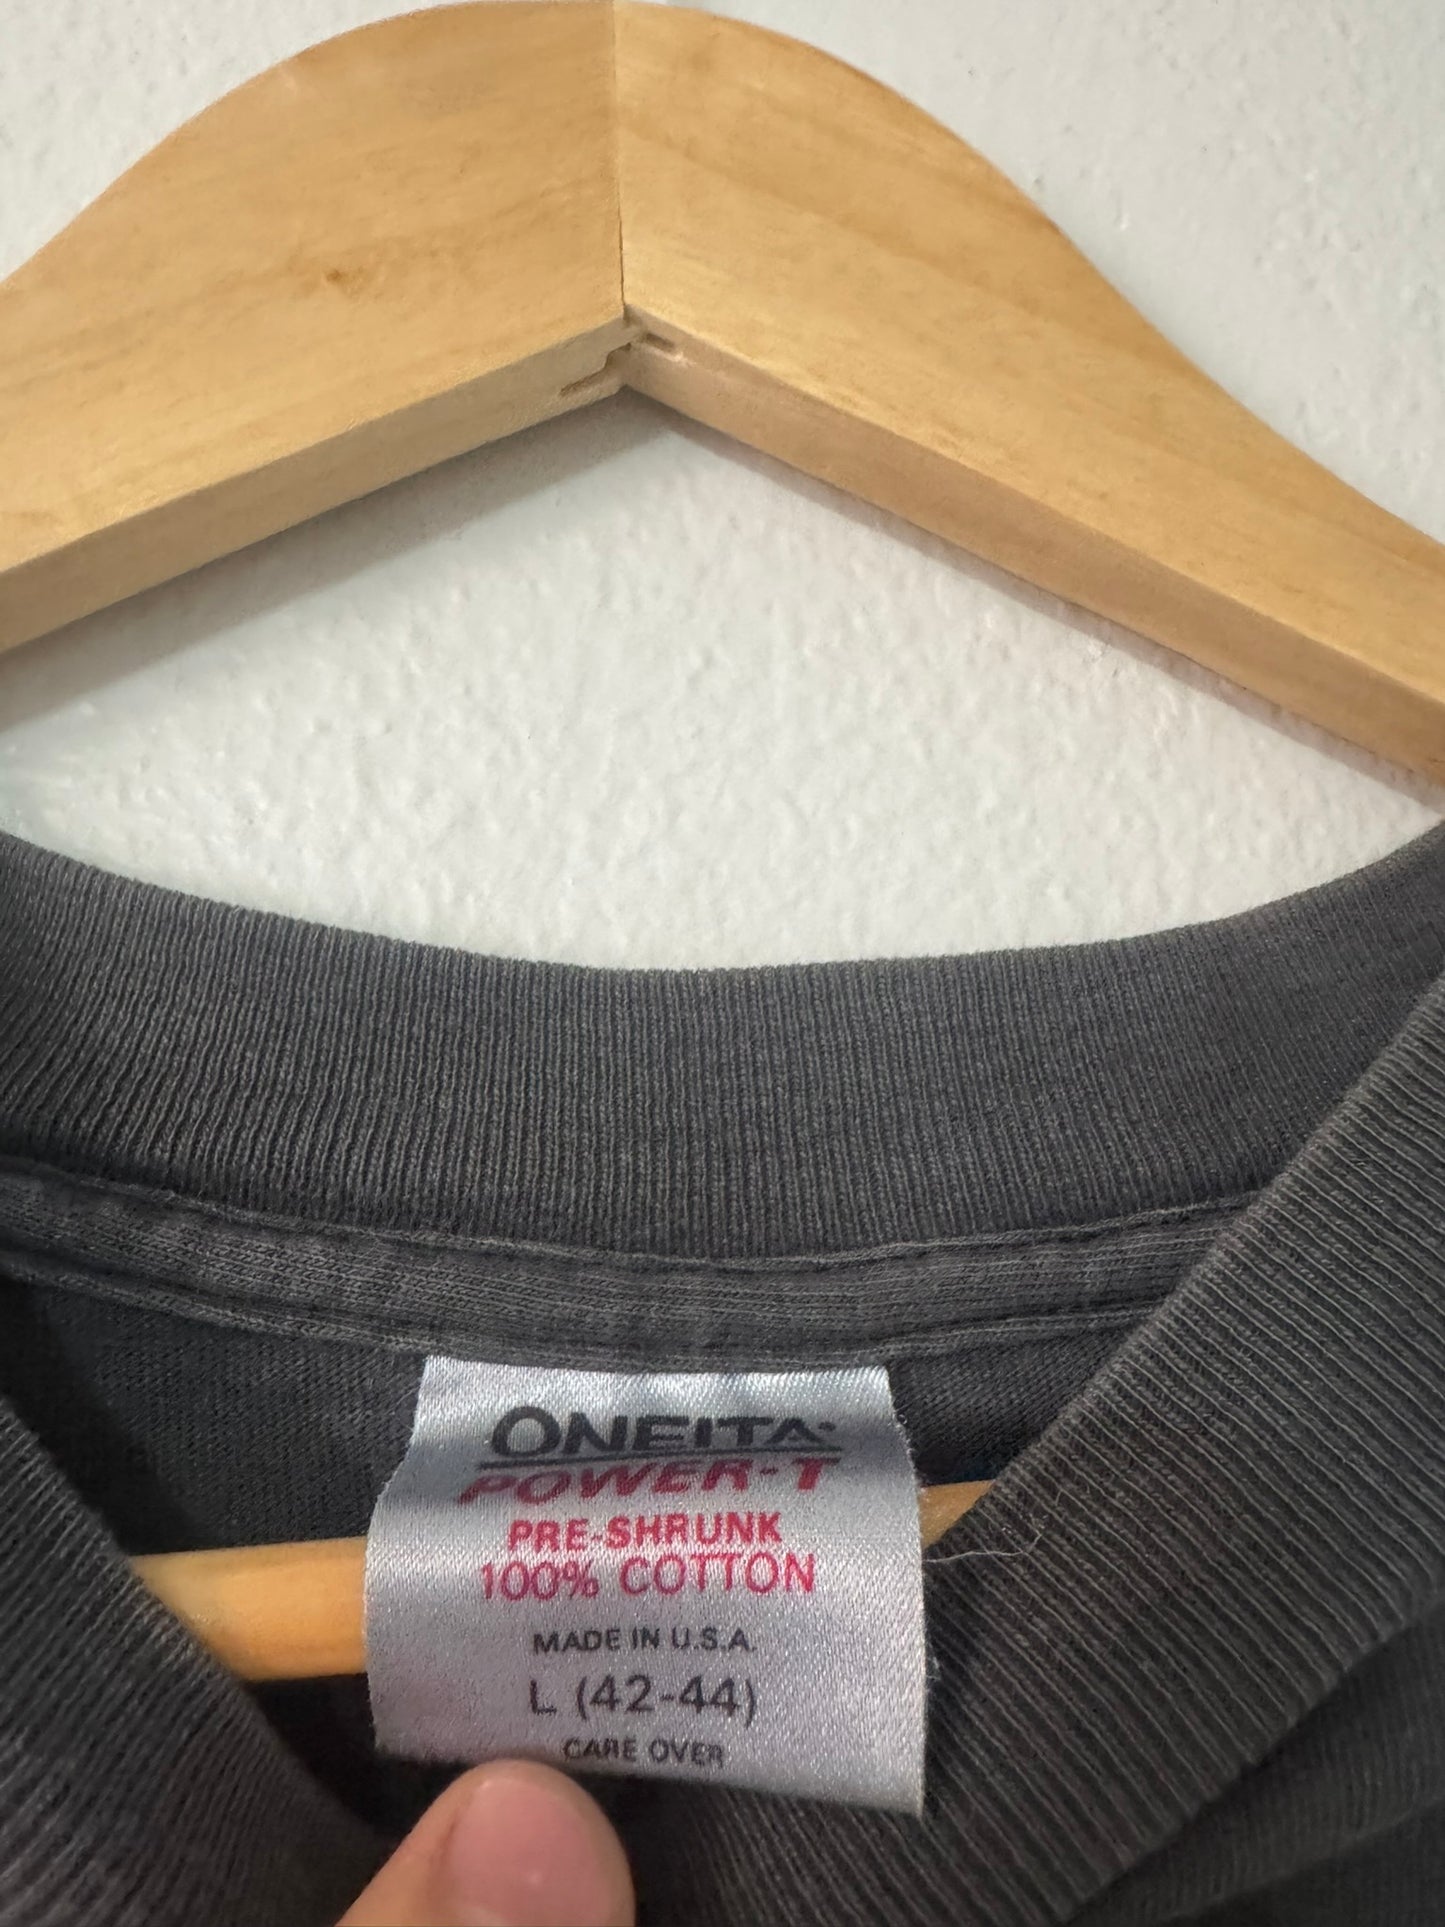 ONEITA
POWER-T
PRE-SHRUNK
100% COTTON
MADE IN U.S.A.
L (42-44)
CARE OVER